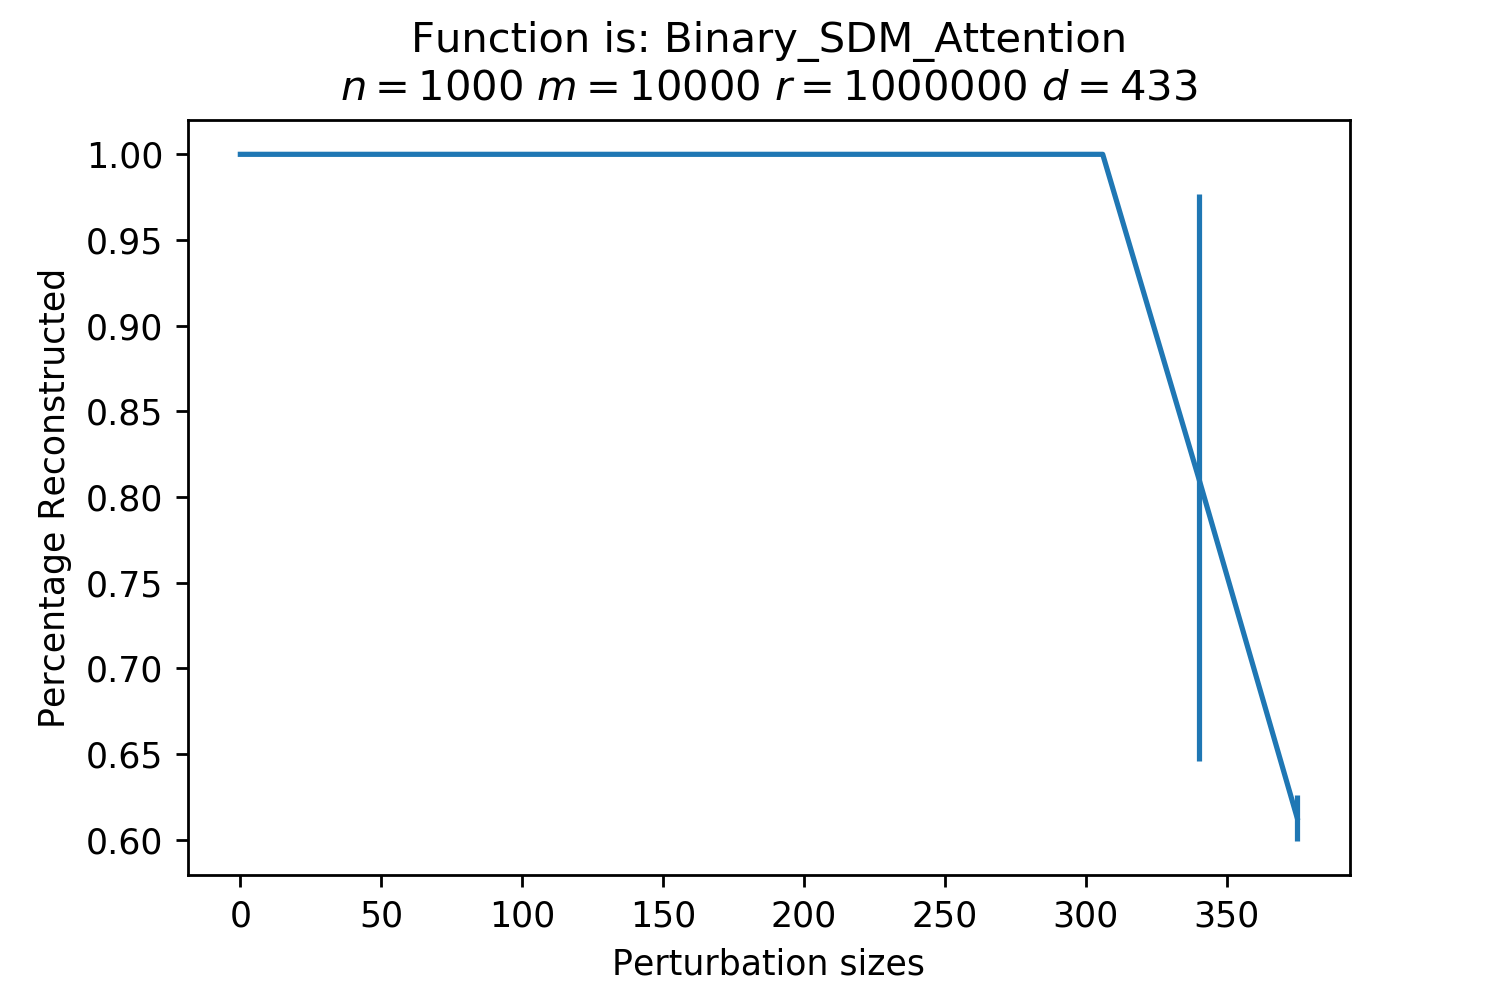 Function is: Binary_SDM_Attention
n = 1000 m = 10000 r = 1000000 d = 433
1.00
0.95
0.90
0.85
0.80
0.75
0.70
0.65
0.60
Percentage Reconstructed
0 50 100 150 200 250 300 350
Perturbation sizes